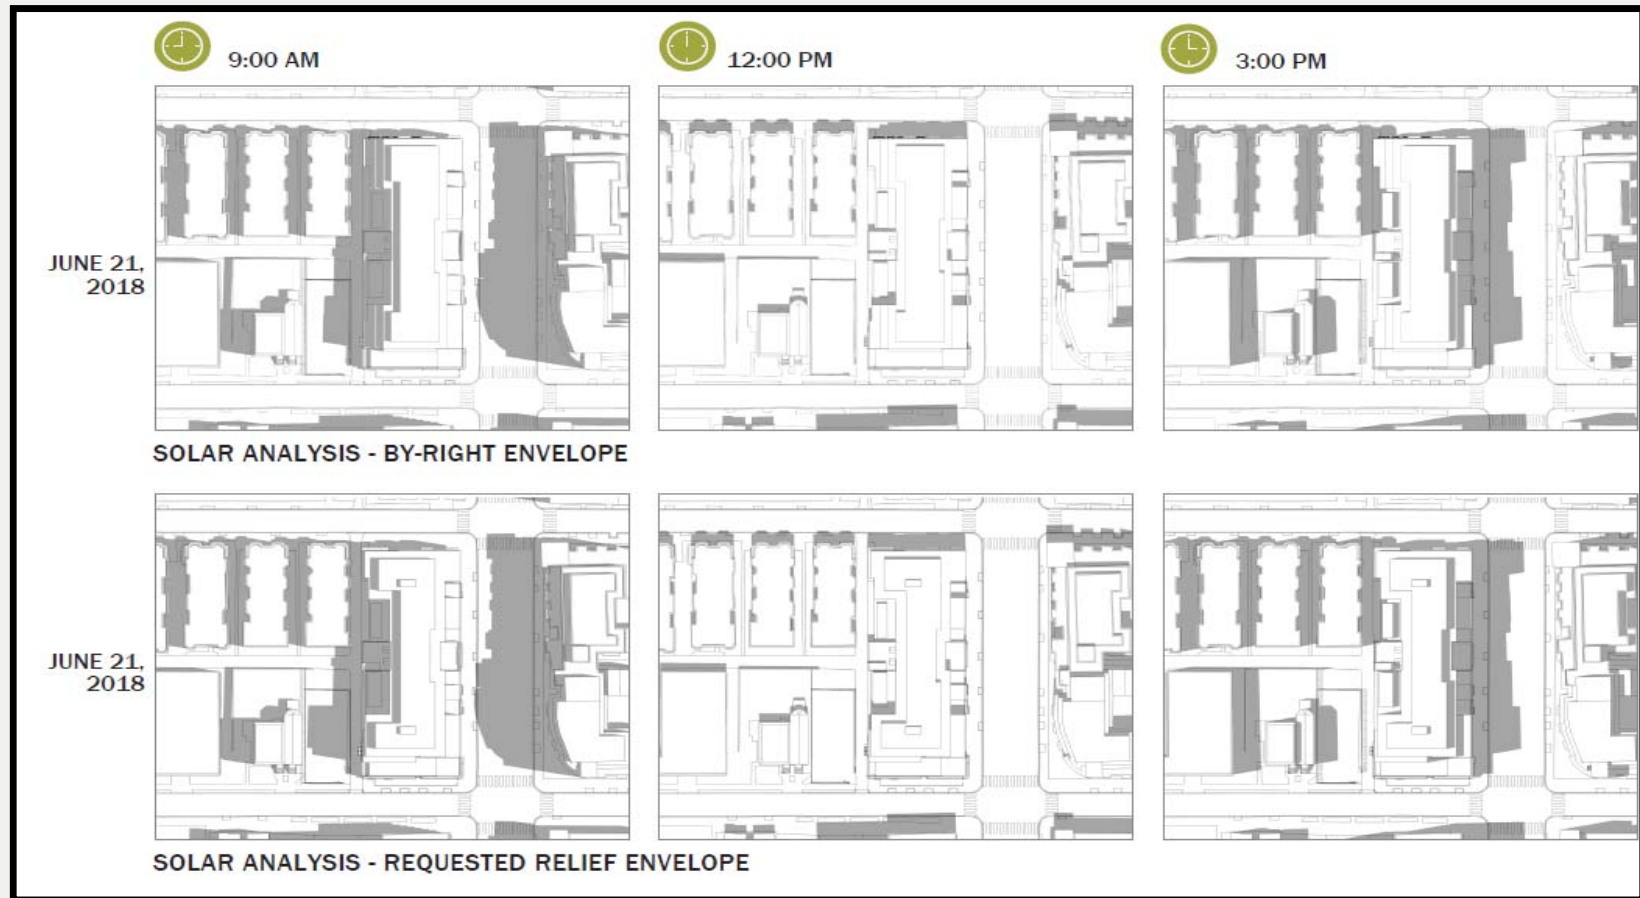 9:00 AM
12:00 PM
3:00 PM
JUNE 21,
2018
SOLAR ANALYSIS - BY-RIGHT ENVELOPE
JUNE 21,
2018
SOLAR ANALYSIS - REQUESTED RELIEF ENVELOPE